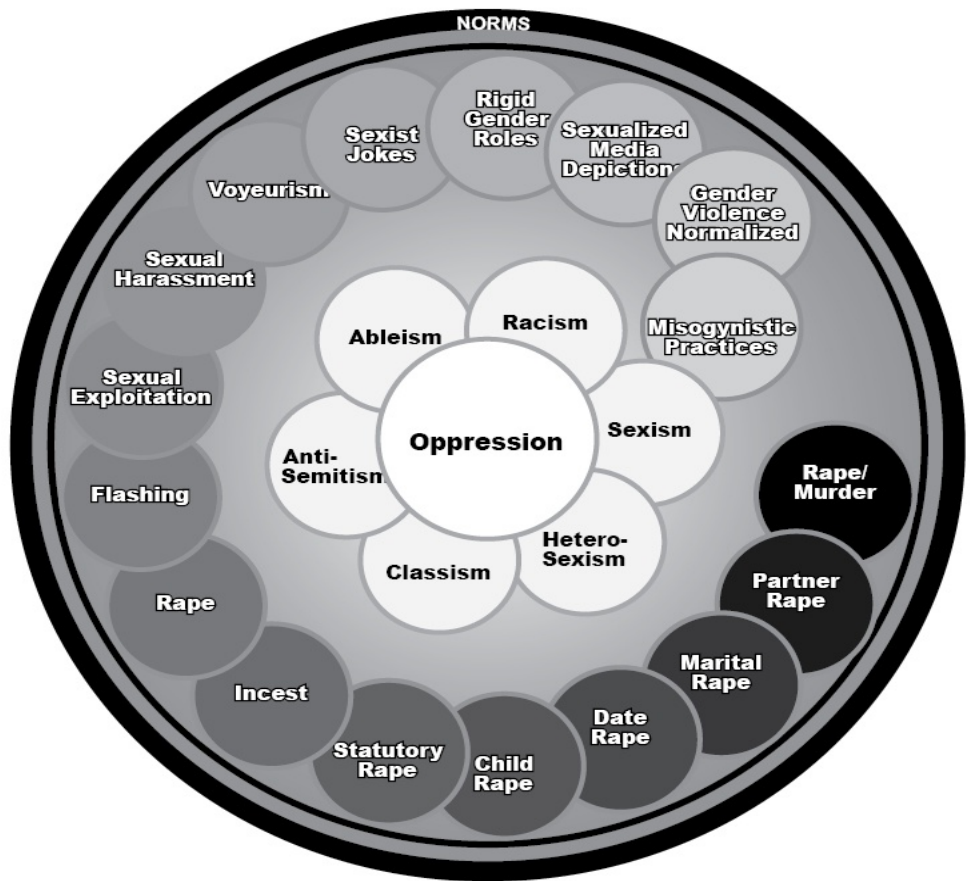 NORMS
Rigid
Gender
Roles
Sexualized
Media
Depictions
Gender
Violence
Normalized
Misogynistic
Practices
Sexist
Jokes
Voyeurism
Sexual
Harassment
Sexual
Exploitation
Flashing
Rape
Incest
Statutory
Rape
Child
Rape
Date
Rape
Marital
Rape
Partner
Rape
Rape/
Murder
Ableism
Racism
Sexism
Hetero-
Sexism
Classism
Anti-
Semitism
Oppression